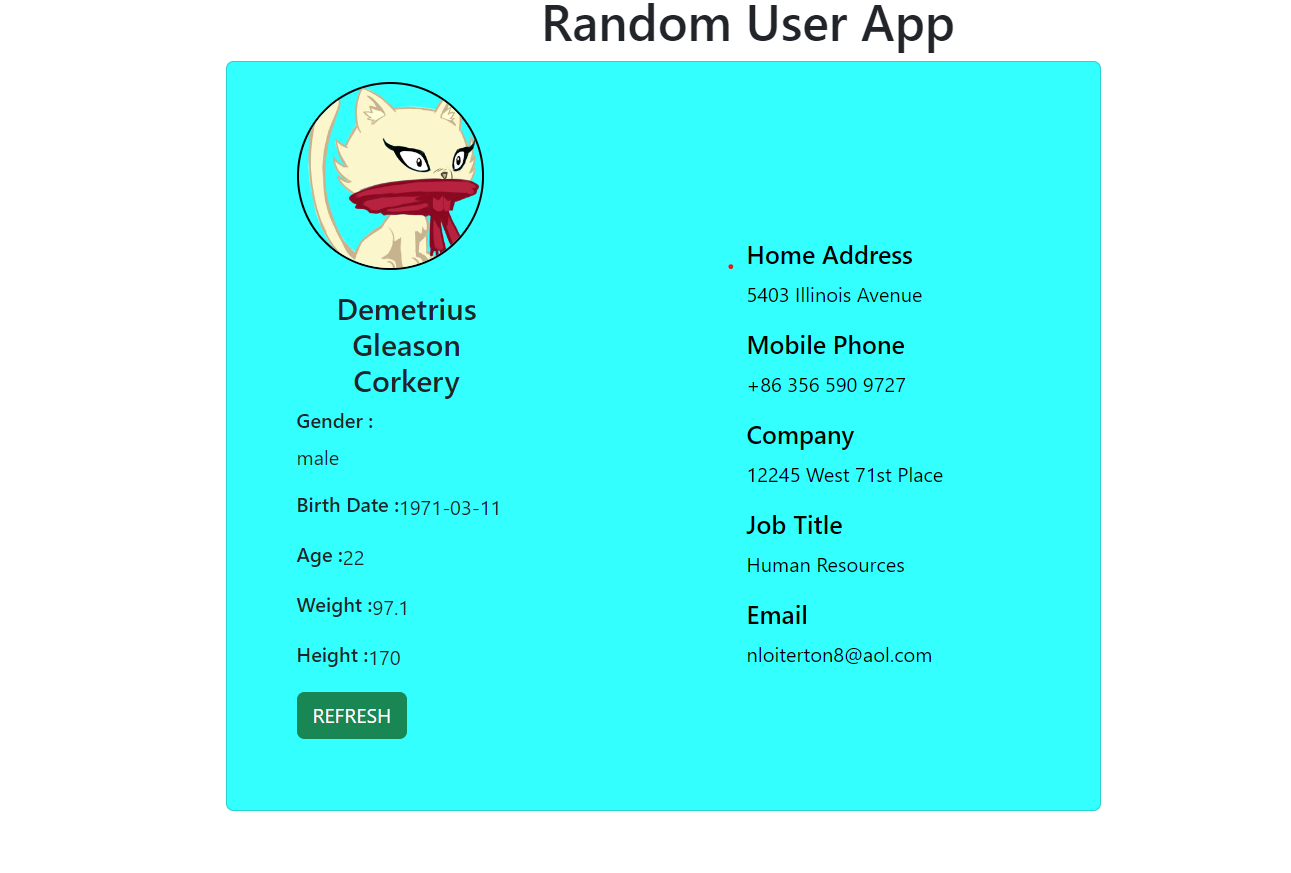 Random User App
Demetrius
Gleason
Corkery
Gender :
male
Birth Date :1971-03-11
Age :22
Weight :97.1
Height :170
REFRESH
Home Address
5403 Illinois Avenue
Mobile Phone
+86 356 590 9727
Company
12245 West 71st Place
Job Title
Human Resources
Email
nloiterton8@aol.com